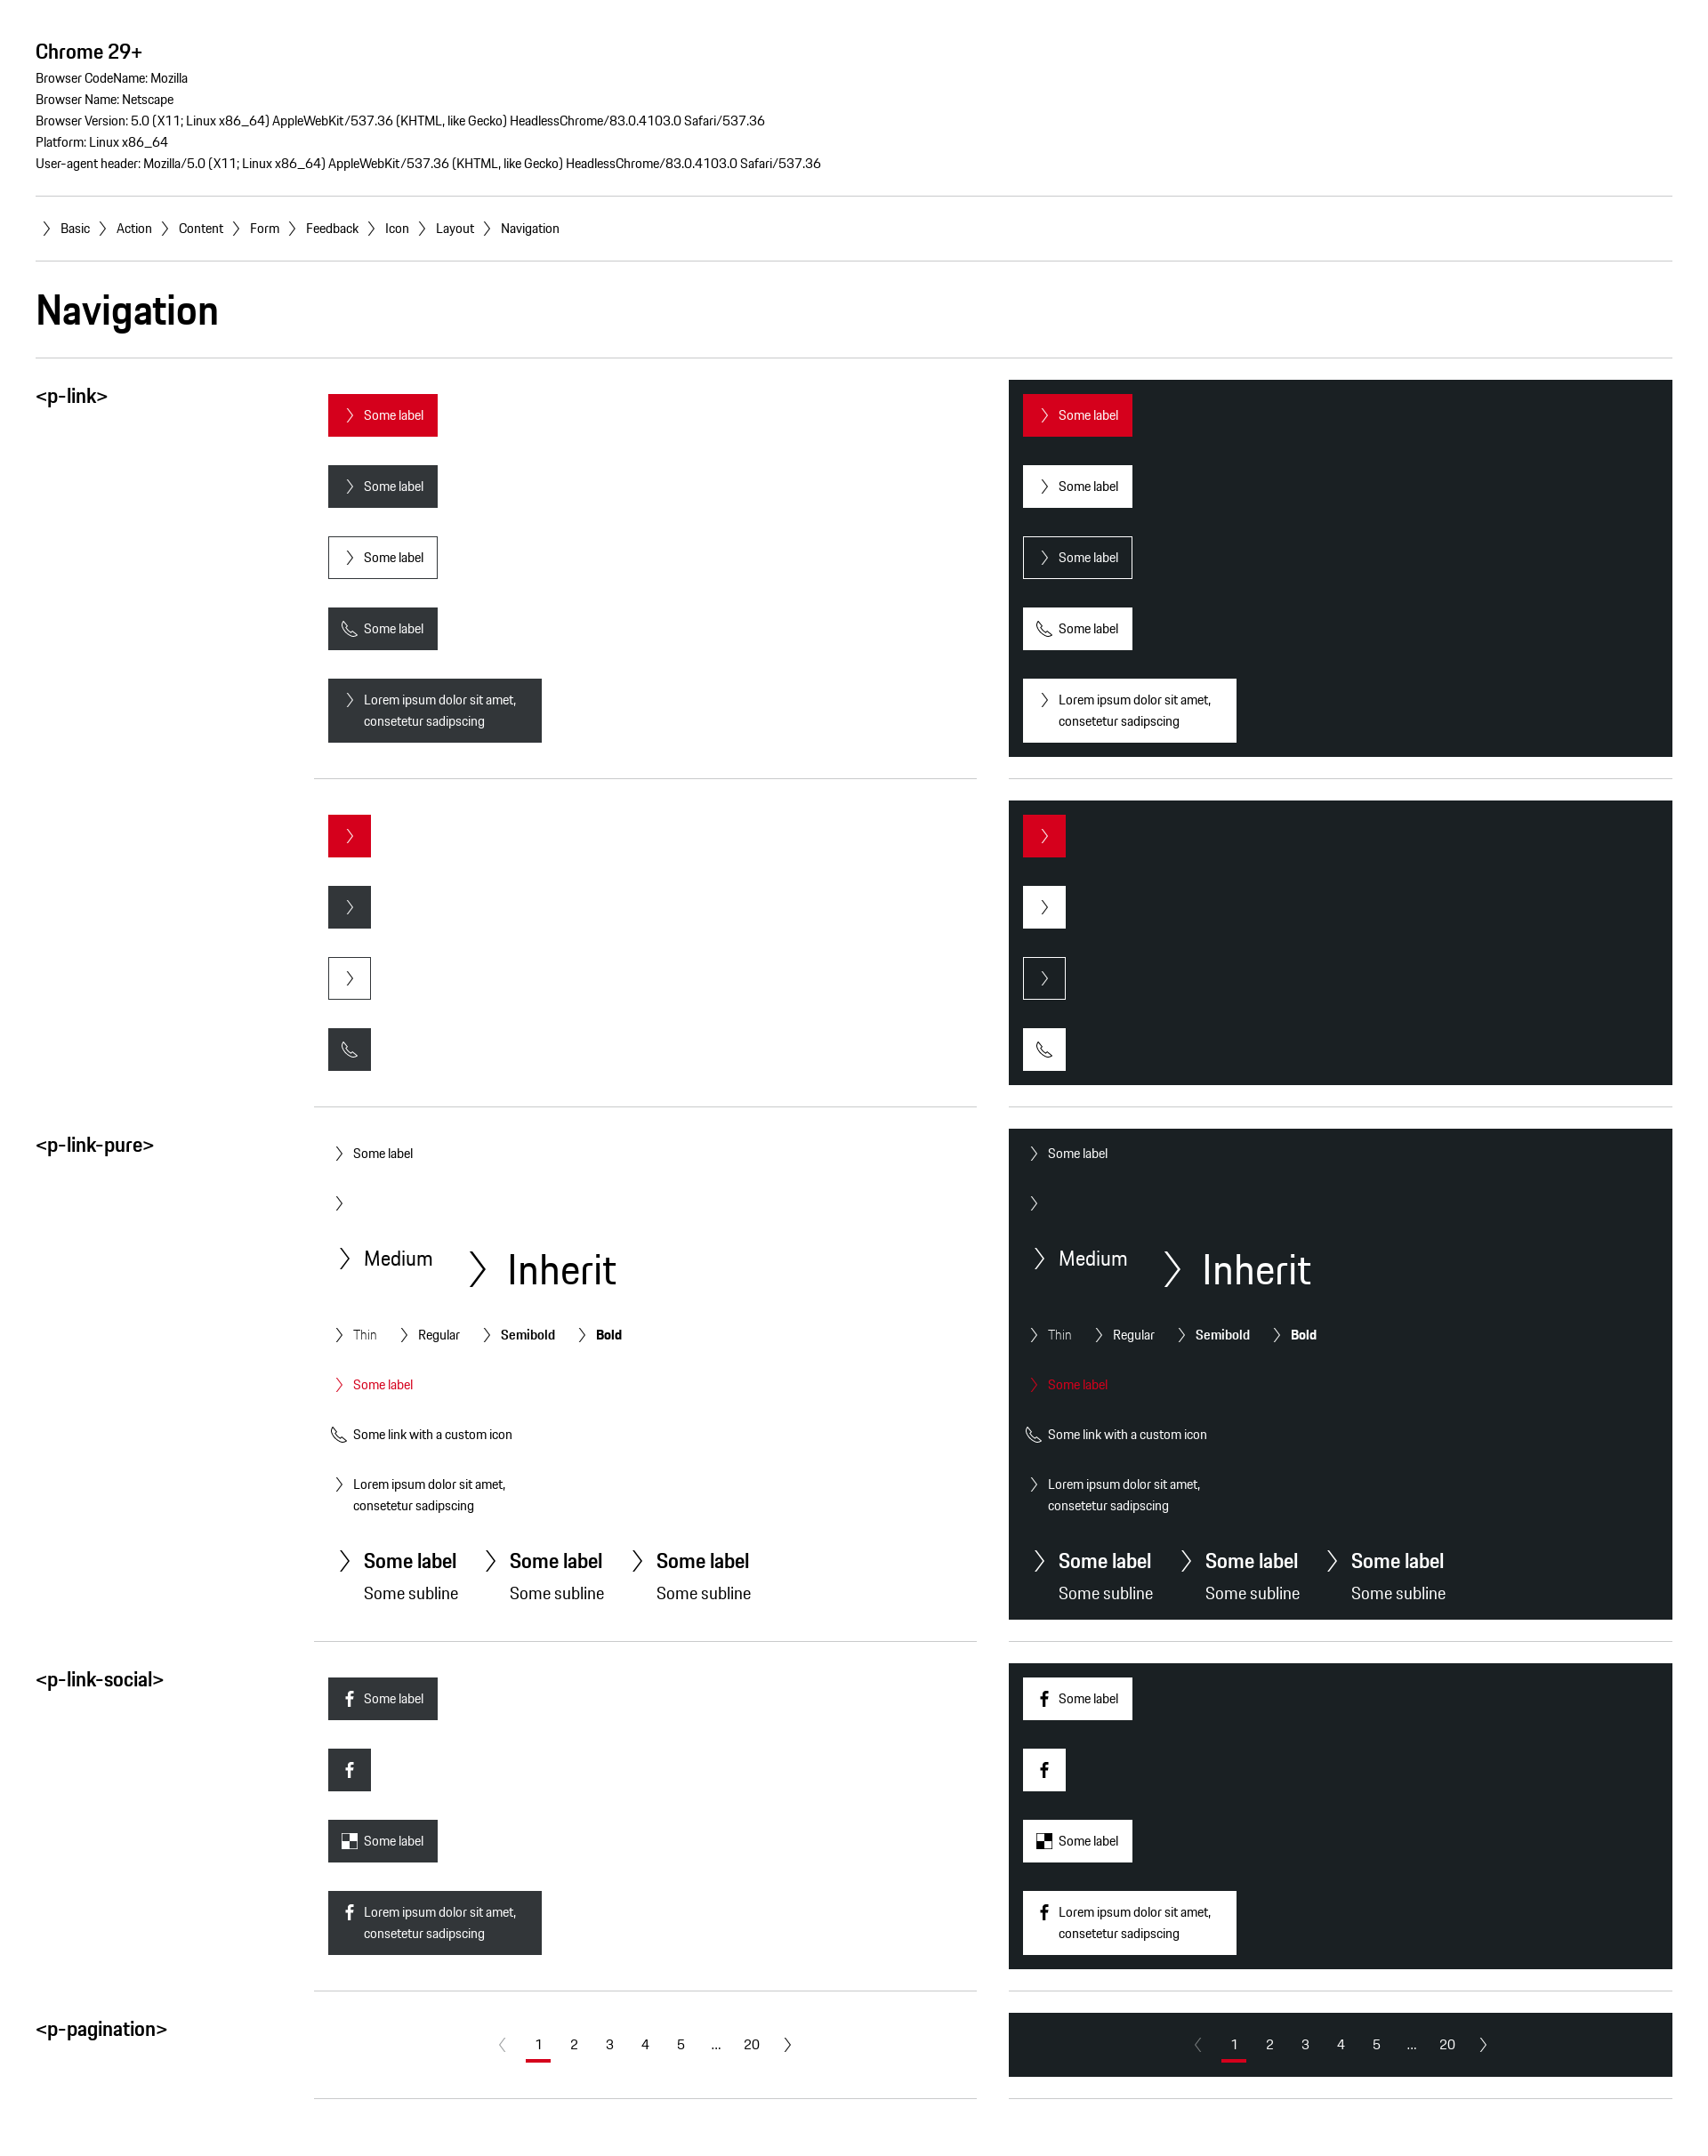 Chrome 29+
Browser CodeName: Mozilla
Browser Name: Netscape
Browser Version: 5.0 (X11; Linux x86_64) AppleWebKit/537.36 (KHTML, like Gecko) HeadlessChrome/83.0.4103.0 Safari/537.36
Platform: Linux x86_64
User-agent header: Mozilla/5.0 (X11; Linux x86_64) AppleWebKit/537.36 (KHTML, like Gecko) HeadlessChrome/83.0.4103.0 Safari/537.36
Basic Action Content Form Feedback Icon Layout Navigation
Navigation
<p-link>
Some label
Some label
Some label
Some label
Lorem ipsum dolor sit amet,
consetetur sadipscing
Some label
Some label
Some label
Some label
Lorem ipsum dolor sit amet,
consetetur sadipscing
<p-link-pure>
Some label
Medium Inherit
Thin Regular Semibold Bold
Some label
Some link with a custom icon
Lorem ipsum dolor sit amet,
consetetur sadipscing
Some label Some label Some label
Some subline Some subline Some subline
Some label
Medium Inherit
Thin Regular Semibold Bold
Some label
Some link with a custom icon
Lorem ipsum dolor sit amet,
consetetur sadipscing
Some label Some label Some label
Some subline Some subline Some subline
<p-link-social>
Some label
Some label
Lorem ipsum dolor sit amet,
consetetur sadipscing
Some label
Some label
Lorem ipsum dolor sit amet,
consetetur sadipscing
<p-pagination>
1 2 3 4 5 ... 20
1 2 3 4 5 ... 20